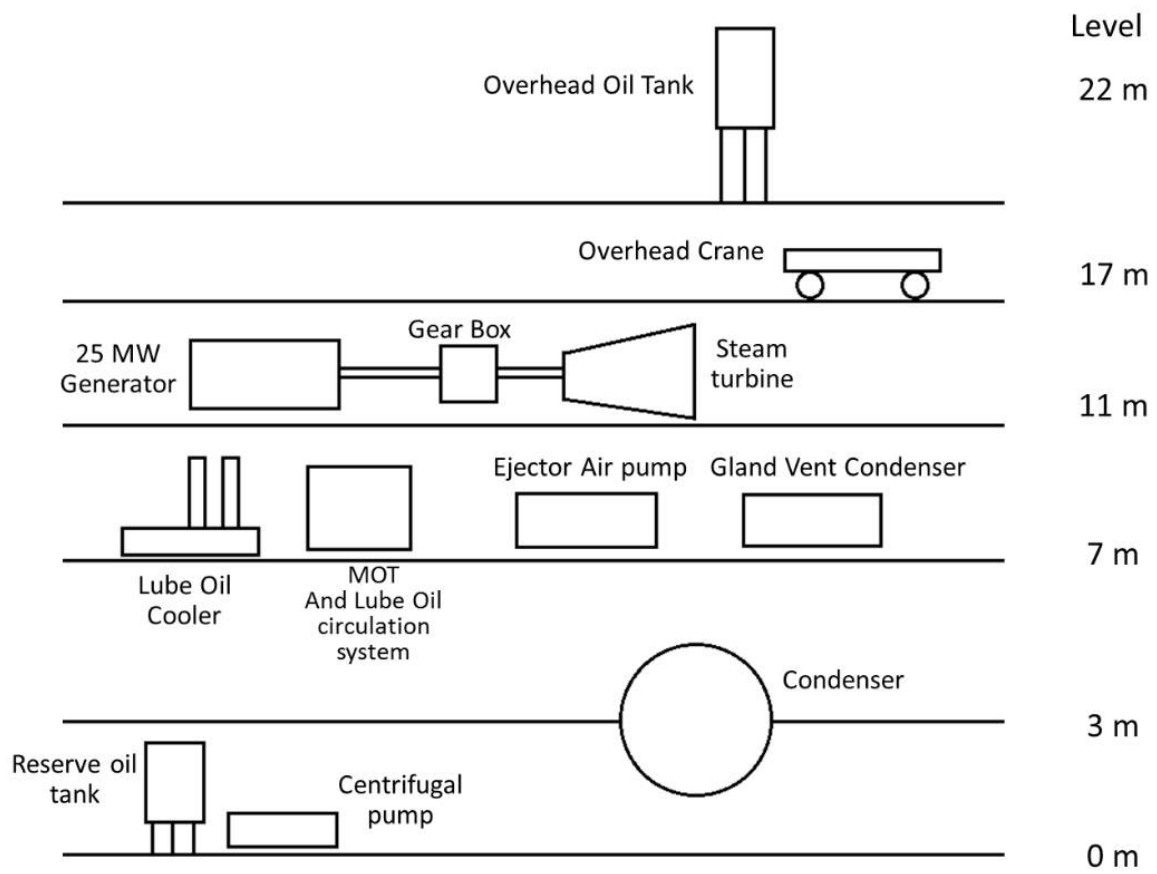 Level
Overhead Oil Tank
22 m
Overhead Crane
17 m
25 MW
Generator
Gear Box
Steam
turbine
11 m
Ejector Air pump
Gland Vent Condenser
7 m
Lube Oil
Cooler
MOT
And Lube Oil
circulation
system
Condenser
3 m
Reserve oil
tank
Centrifugal
pump
0 m